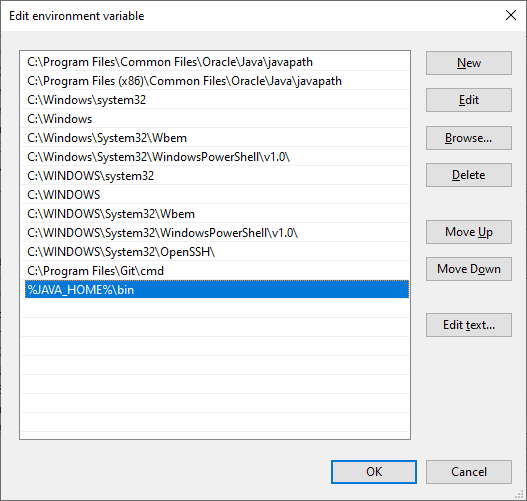 Edit environment variable
C:\Program Files\Common Files\Oracle\Java\javapath
C:\Program Files (x86)\Common Files\Oracle\Java\javapath
C:\Windows\system32
C:\Windows
C:\Windows\System32\Wbem
C:\Windows\System32\WindowsPowerShell\v1.0\
C:\WINDOWS\system32
C:\WINDOWS
C:\WINDOWS\System32\Wbem
C:\WINDOWS\System32\WindowsPowerShell\v1.0\
C:\WINDOWS\System32\OpenSSH\
C:\Program Files\Git\cmd
%JAVA_HOME%\bin
New
Edit
Browse...
Delete
Move Up
Move Down
Edit text...
OK
Cancel